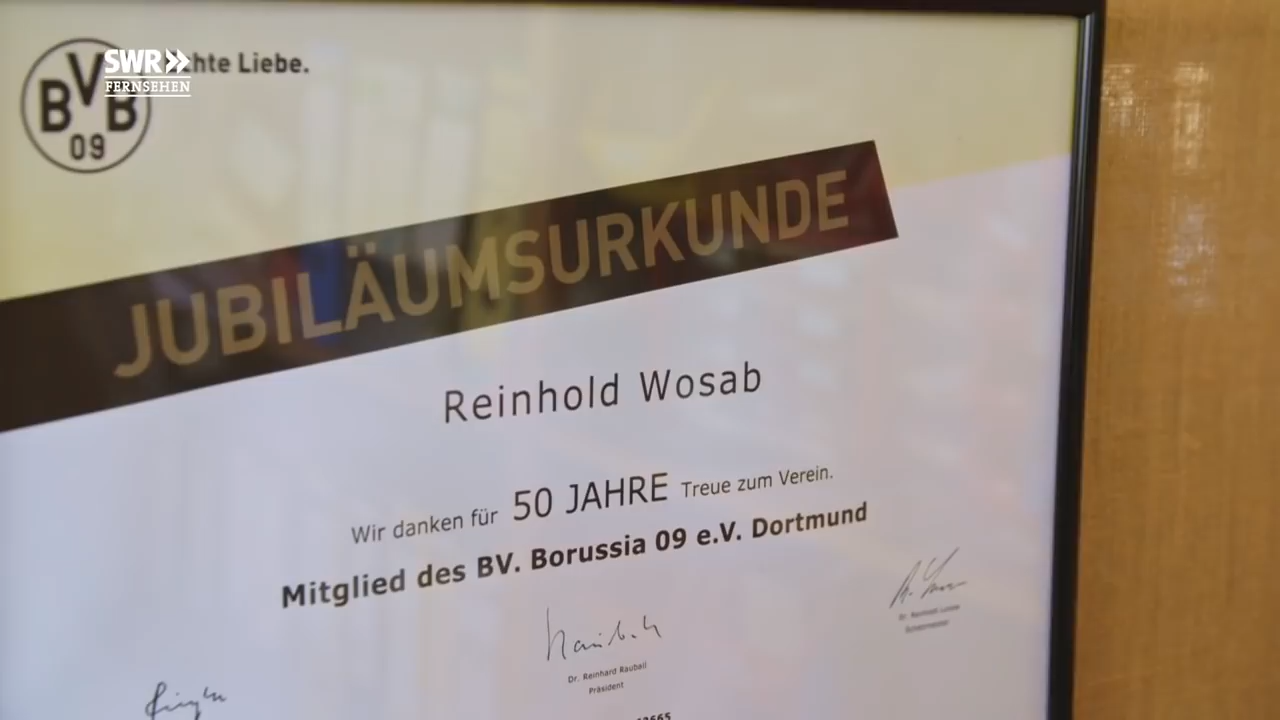 BVB
09
SWR»
FERNSEHEN
chte Liebe.
JUBILÄUMSURKUNDE
Reinhold Wosab
Wir danken für 50 JAHRE Treue zum Verein.
Mitglied des BV. Borussia 09 e.V. Dortmund
Dr. Reinhard Rauball
Präsident